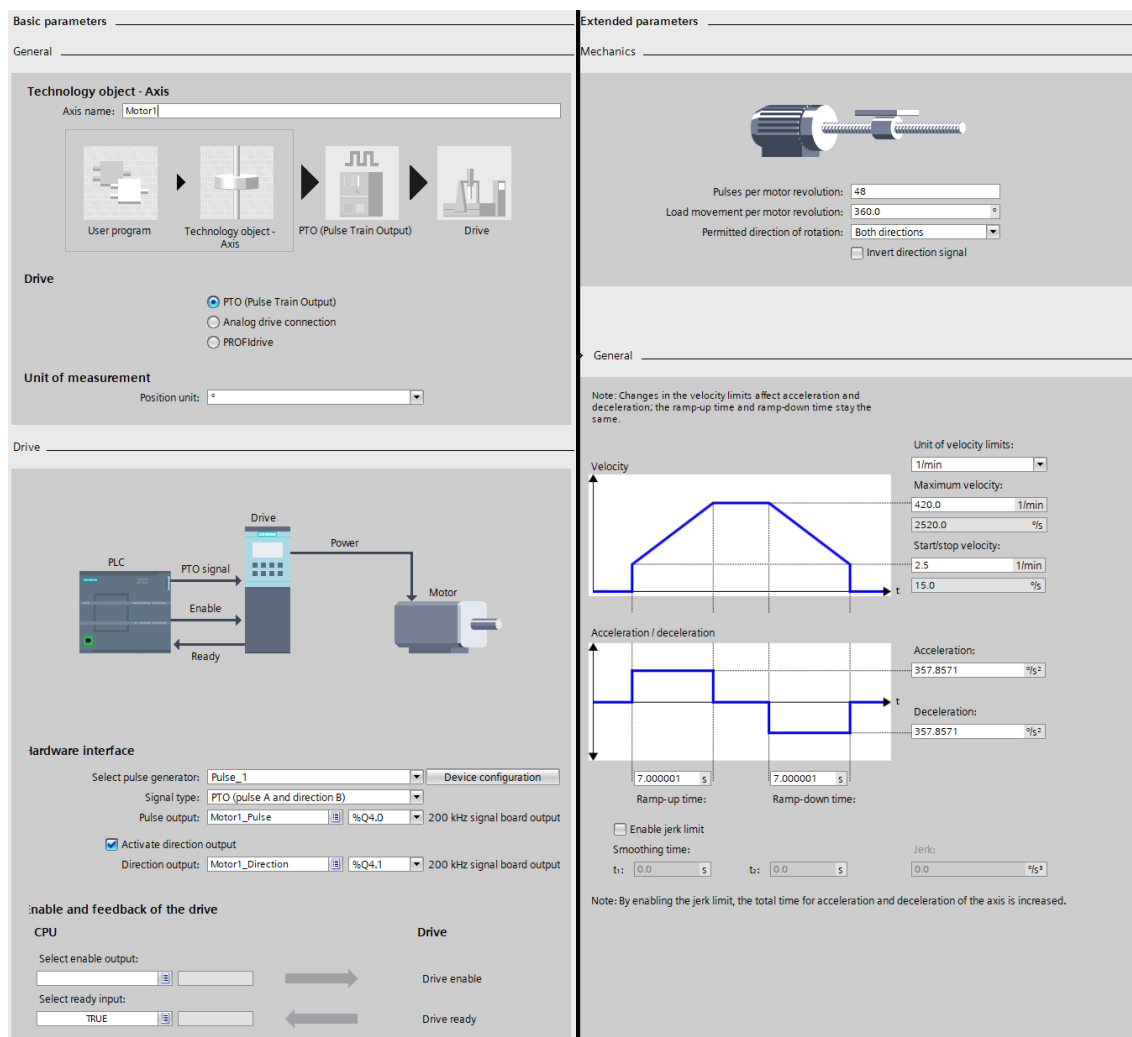 Basic parameters
General
Technology object - Axis
Axis name: Motor1
User program
Technology object - Axis
PTO (Pulse Train Output)
Drive
Drive
PTO (Pulse Train Output)
Analog drive connection
PROFIdrive
Unit of measurement
Position unit: °
Drive
Drive
Power
PLC
PTO signal
Motor
Enable
Ready
Hardware interface
Select pulse generator: Pulse_1 Device configuration
Signal type: PTO (pulse A and direction B)
Pulse output: Motor1_Pulse %Q4.0 200 kHz signal board output
Activate direction output
Direction output: Motor1_Direction %Q4.1 200 kHz signal board output
Enable and feedback of the drive
CPU Drive
Select enable output:
Drive enable
Select ready input:
TRUE Drive ready
Extended parameters
Mechanics
Pulses per motor revolution: 48
Load movement per motor revolution: 360.0 °
Permitted direction of rotation: Both directions
Invert direction signal
General
Note: Changes in the velocity limits affect acceleration and
deceleration; the ramp-up time and ramp-down time stay the
same.
Unit of velocity limits:
1/min
Velocity
Maximum velocity:
420.0 1/min
2520.0 °/s
Start/stop velocity:
2.5 1/min
15.0 °/s
t
Acceleration / deceleration
Acceleration:
357.8571 °/s²
t
Deceleration:
357.8571 °/s²
7.000001 s 7.000001 s
Ramp-up time: Ramp-down time:
Enable jerk limit
Smoothing time: Jerk:
t₁: 0.0 s t₂: 0.0 s 0.0 °/s³
Note: By enabling the jerk limit, the total time for acceleration and deceleration of the axis is increased.